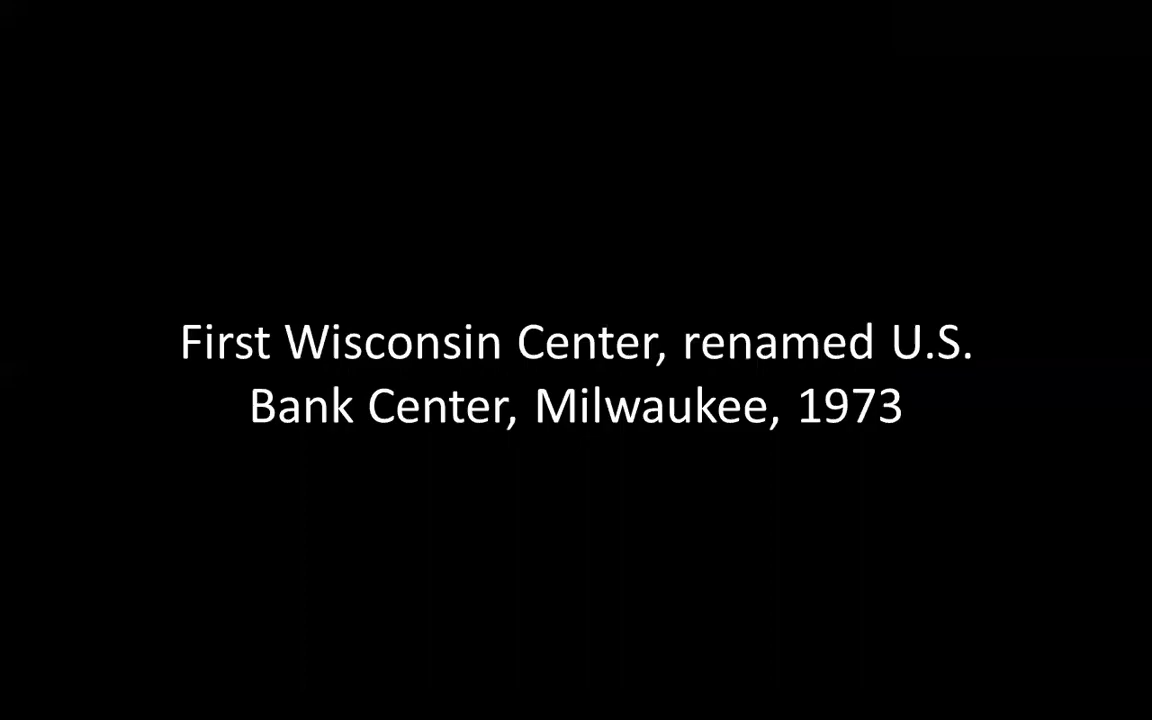 First Wisconsin Center, renamed U.S.
Bank Center, Milwaukee, 1973